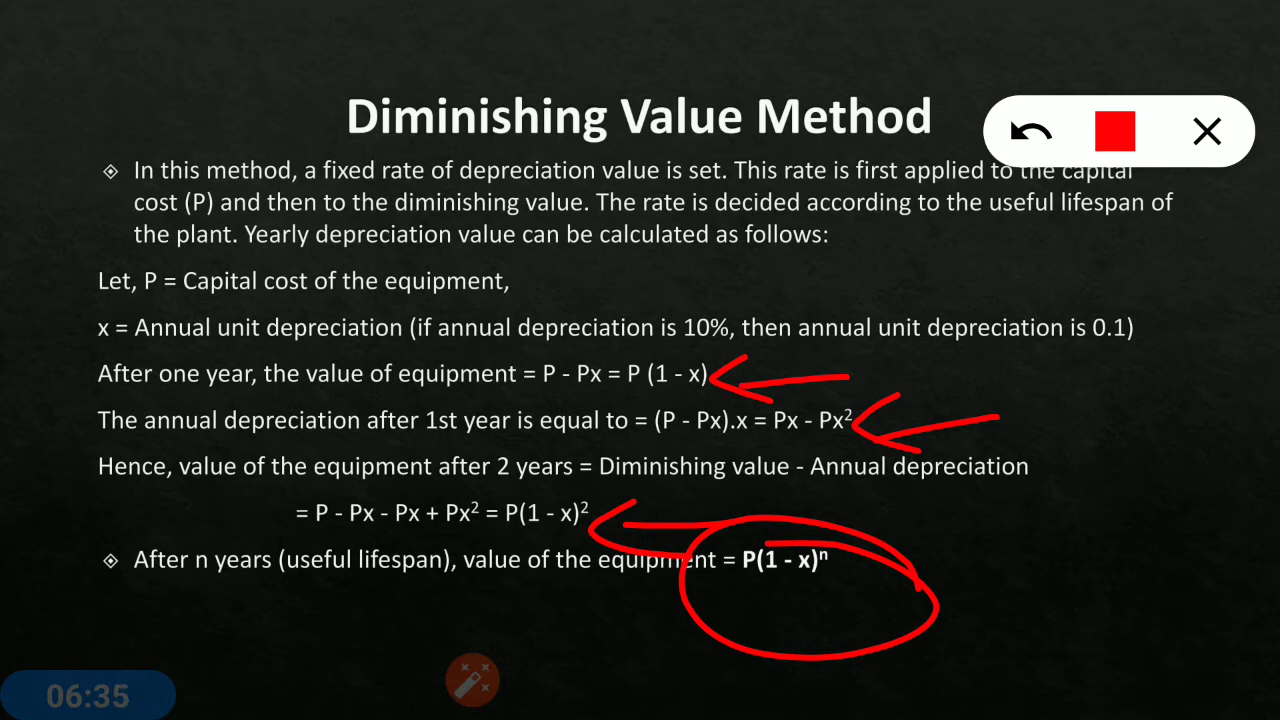 Diminishing Value Method
In this method, a fixed rate of depreciation value is set. This rate is first applied to the capital
cost (P) and then to the diminishing value. The rate is decided according to the useful lifespan of
the plant. Yearly depreciation value can be calculated as follows:
Let, P = Capital cost of the equipment,
x = Annual unit depreciation (if annual depreciation is 10%, then annual unit depreciation is 0.1)
After one year, the value of equipment = P - Px = P (1 - x)
The annual depreciation after 1st year is equal to = (P - Px).x = Px - Px²
Hence, value of the equipment after 2 years = Diminishing value - Annual depreciation
= P - Px - Px + Px² = P(1 - x)²
After n years (useful lifespan), value of the equipment = P(1 - x)ⁿ
06:35